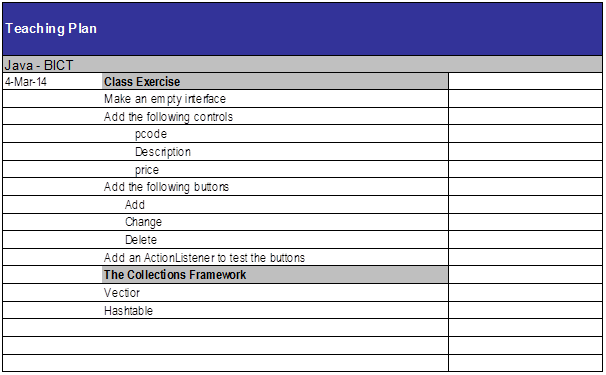 Teaching Plan
Java - BICT
4-Mar-14 Class Exercise
Make an empty interface
Add the following controls
pcode
Description
price
Add the following buttons
Add
Change
Delete
Add an ActionListener to test the buttons
The Collections Framework
Vectior
Hashtable